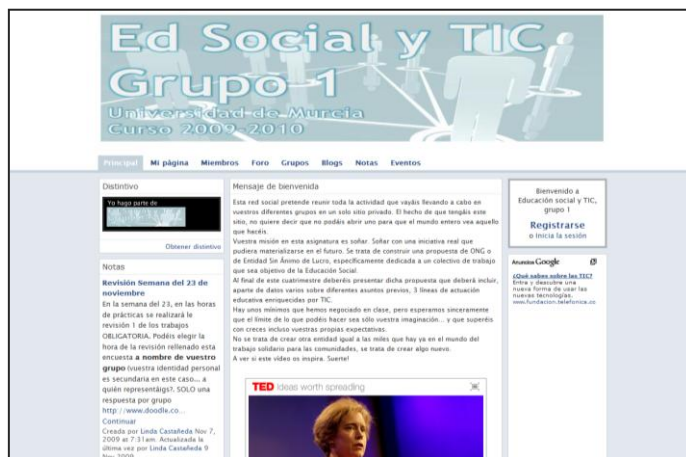 Ed Social y TIC
Grupo 1
Universidad de Murcia
Curso 2009-2010
Principal Mi página Miembros Foro Grupos Blogs Notas Eventos
Distintivo
Yo hago parte de
Obtener distintivo
Notas
Revisión Semana del 23 de
noviembre
En la semana del 23, en las horas
de prácticas se realizará le
revisión 1 de los trabajos
OBLIGATORIA. Podéis elegir la
hora de la revisión rellenado esta
encuesta a nombre de vuestro
grupo (vuestra identidad personal
es secundaria en este caso... a
quién representáigs?. SOLO una
respuesta por grupo
http://www.doodle.co...
Continuar
Creada por Linda Castañeda Nov 7,
2009 at 7:31am. Actualizada la
última vez por Linda Castañeda 9
Nov 2009.
Mensaje de bienvenida
Esta red social pretende reunir toda la actividad que vayáis llevando a cabo en
vuestros diferentes grupos en un solo sitio privado. El hecho de que tengáis este
sitio, no quiere decir que no podáis abrir uno para que el mundo entero vea aquello
que hacéis.
Vuestra misión en esta asignatura es soñar. Soñar con una iniciativa real que
pudiera materializarse en el futuro. Se trata de construir una propuesta de ONG o
de Entidad Sin Ánimo de Lucro, específicamente dedicada a un colectivo de trabajo
que sea objetivo de la Educación Social.
Al final de este cuatrimestre deberéis presentar dicha propuesta que deberá incluir,
aparte de datos varios sobre diferentes asuntos previos, 3 líneas de actuación
educativa enriquecidas por TIC.
Hay unos mínimos que hemos negociado en clase, pero esperamos sinceramente
que el límite de lo que podéis hacer sea sólo vuestra imaginación... y que superéis
con creces incluso vuestras propias expectativas.
No se trata de crear otra entidad igual a las miles que hay ya en el mundo del
trabajo solidario para las comunidades, se trata de crear algo nuevo.
A ver si este vídeo os inspira. Suerte!
TED Ideas worth spreading
Bienvenido a
Educación social y TIC,
grupo 1
Registrarse
o Inicia la sesión
Anuncios Google
¿Qué sabes sobre las TIC?
Entre y descubre una
nueva forma de usar las
nuevas tecnologías.
www.fundacion.telefonica.co